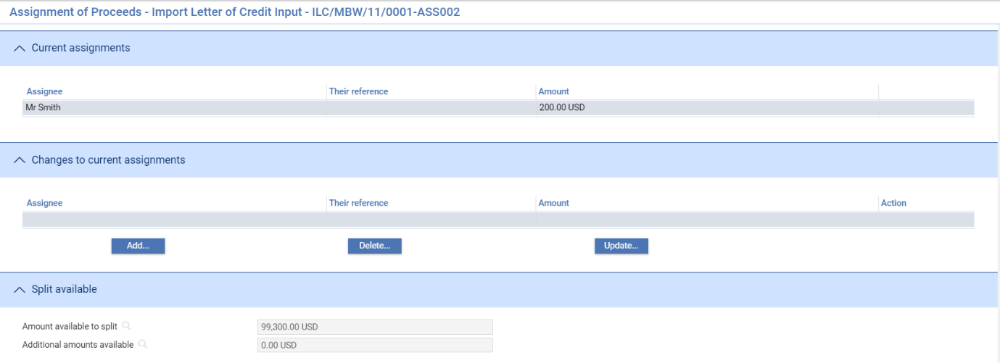 Assignment of Proceeds - Import Letter of Credit Input - ILC/MBW/11/0001-ASS002
Current assignments
Assignee Their reference Amount
Mr Smith 200.00 USD
Changes to current assignments
Assignee Their reference Amount Action
Add... Delete... Update...
Split available
Amount available to split 99,300.00 USD
Additional amounts available 0.00 USD